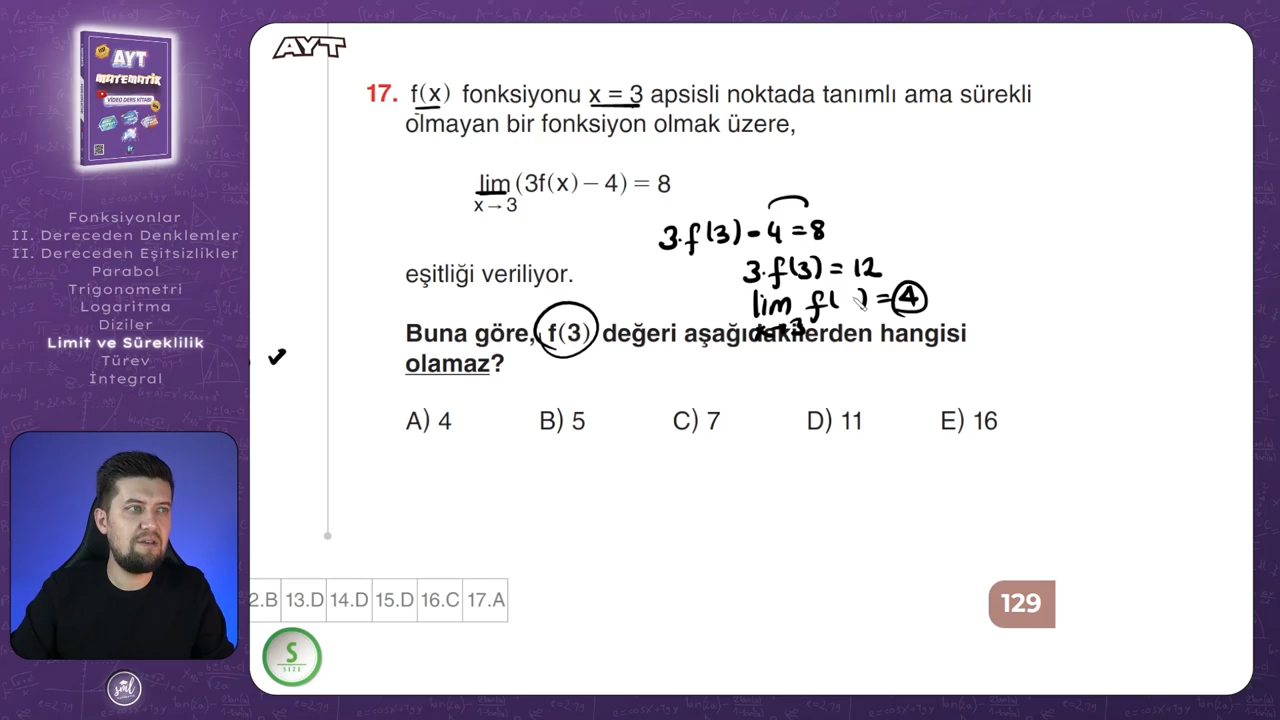 AYT
MATEMATİK
VİDEO DERS KİTABI
Fonksiyonlar
II. Dereceden Denklemler
II. Dereceden Eşitsizlikler
Parabol
Trigonometri
Logaritma
Diziler
Limit ve Süreklilik
Türev
İntegral
sml
AYT
17. f(x) fonksiyonu x = 3 apsisli noktada tanımlı ama sürekli
olmayan bir fonksiyon olmak üzere,
lim (3f(x) − 4) = 8
x → 3
3·f(3) - 4 = 8
3·f(3) = 12
eşitliği veriliyor.
lim f( ) = 4
x→3
Buna göre, f(3) değeri aşağıdakilerden hangisi
olamaz?
A) 4 B) 5 C) 7 D) 11 E) 16
2.B 13.D 14.D 15.D 16.C 17.A
129
S
SIZE